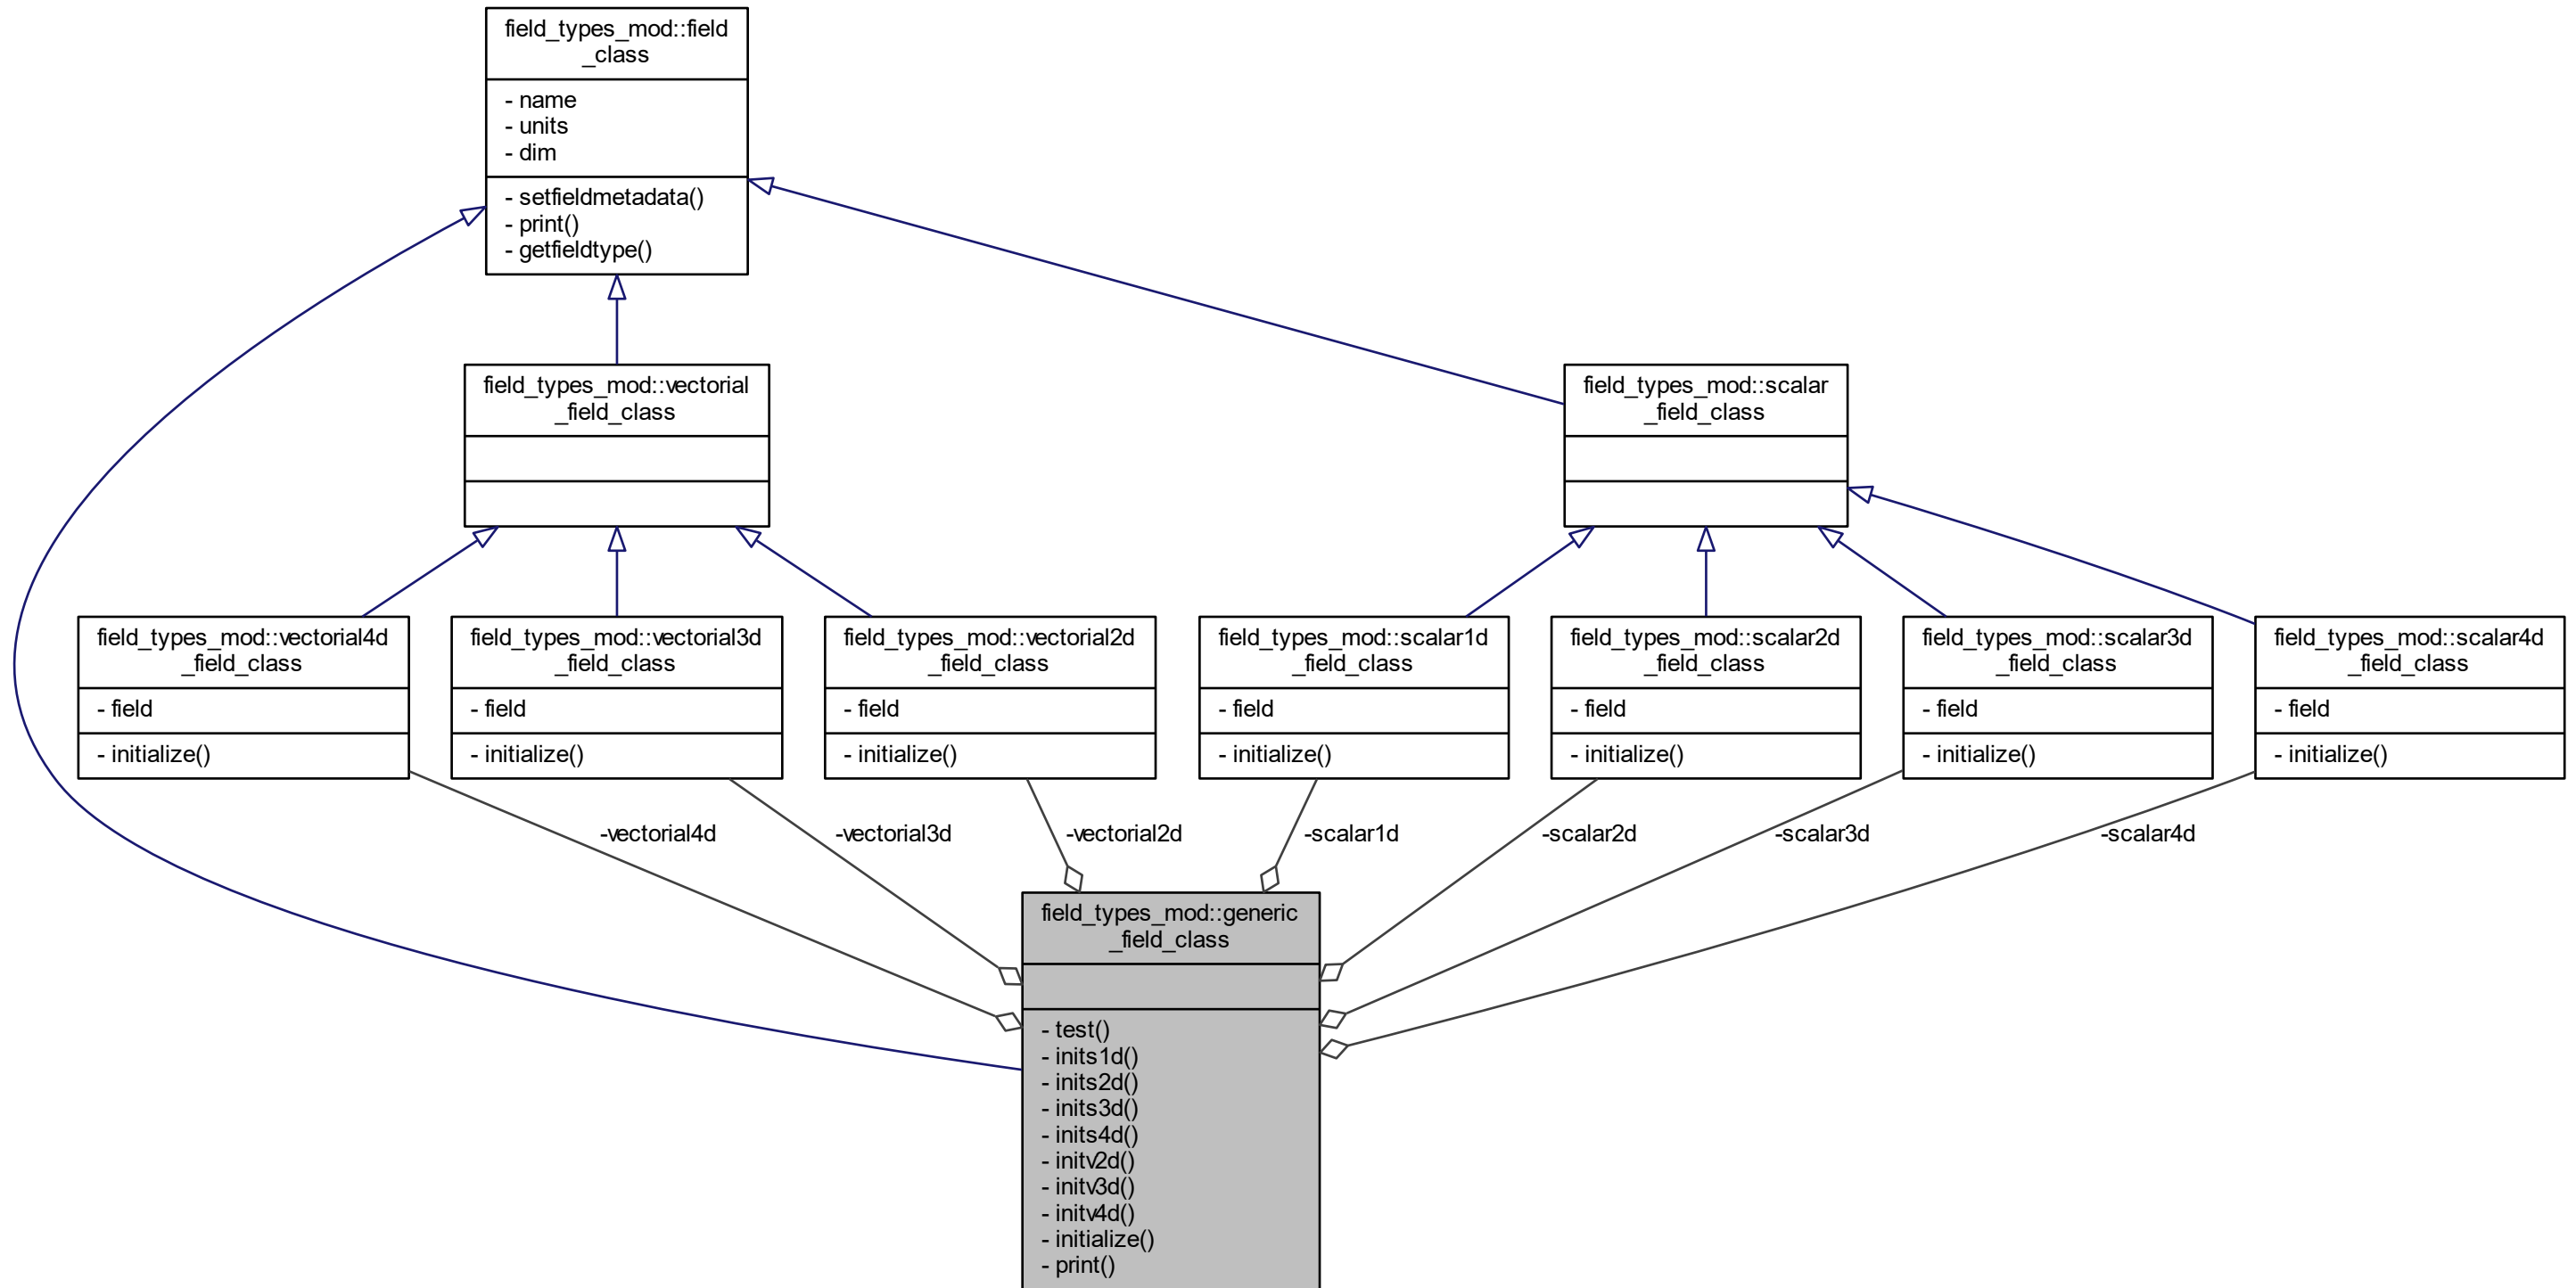 field_types_mod::field
_class
- name
- units
- dim
- setfieldmetadata()
- print()
- getfieldtype()
field_types_mod::vectorial
_field_class
field_types_mod::scalar
_field_class
field_types_mod::vectorial4d
_field_class
- field
- initialize()
field_types_mod::vectorial3d
_field_class
- field
- initialize()
field_types_mod::vectorial2d
_field_class
- field
- initialize()
field_types_mod::scalar1d
_field_class
- field
- initialize()
field_types_mod::scalar2d
_field_class
- field
- initialize()
field_types_mod::scalar3d
_field_class
- field
- initialize()
field_types_mod::scalar4d
_field_class
- field
- initialize()
-vectorial4d
-vectorial3d
-vectorial2d
-scalar1d
-scalar2d
-scalar3d
-scalar4d
field_types_mod::generic
_field_class
- test()
- inits1d()
- inits2d()
- inits3d()
- inits4d()
- initv2d()
- initv3d()
- initv4d()
- initialize()
- print()